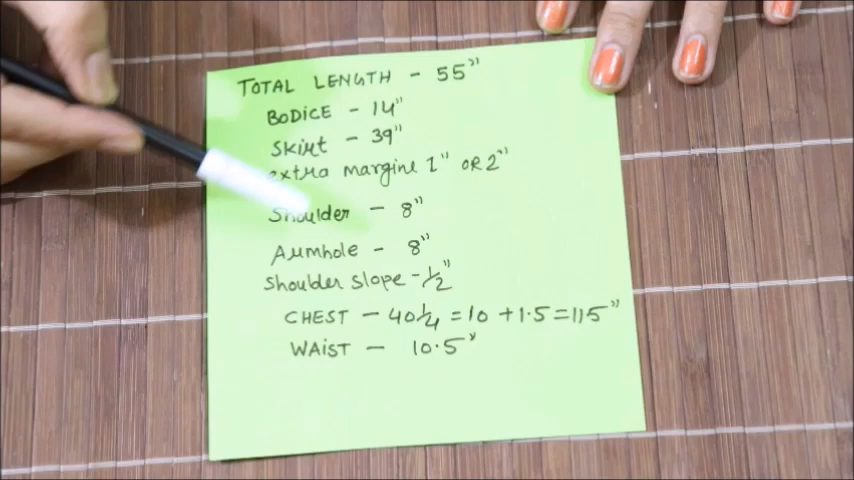 TOTAL LENGTH - 55"
BODICE - 14"
Skirt - 39"
extra margine 1" OR 2"
Shoulder - 8"
Armhole - 8"
shoulder slope - 1/2"
CHEST - 40 1/4 = 10 + 1.5 = 11.5"
WAIST - 10.5"